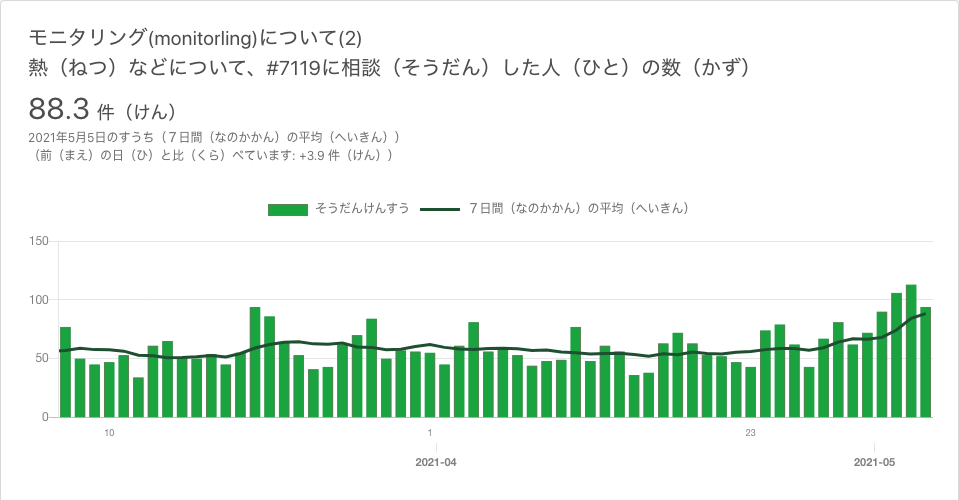 モニタリング(monitorling)について(2)
熱（ねつ）などについて、#7119に相談（そうだん）した人（ひと）の数（かず）
88.3 件（けん）
2021年5月5日のすうち（７日間（なのかかん）の平均（へいきん））
（前（まえ）の日（ひ）と比（くら）べています: +3.9 件（けん））
そうだんけんすう ７日間（なのかかん）の平均（へいきん）
150
100
50
0
10 1 23
2021-04 2021-05